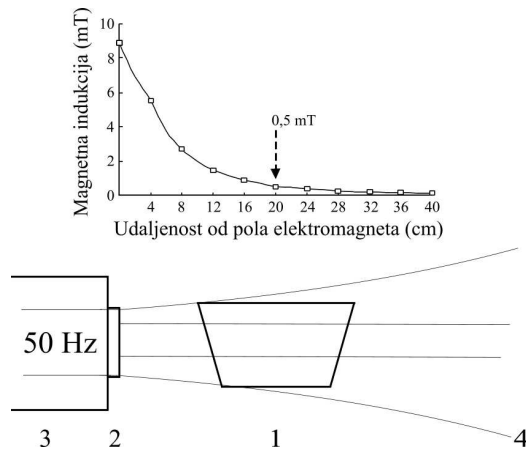 Magnetna indukcija (mT)
10
8
6
4
2
0
0,5 mT
4 8 12 16 20 24 28 32 36 40
Udaljenost od pola elektromagneta (cm)
50 Hz
3 2 1 4